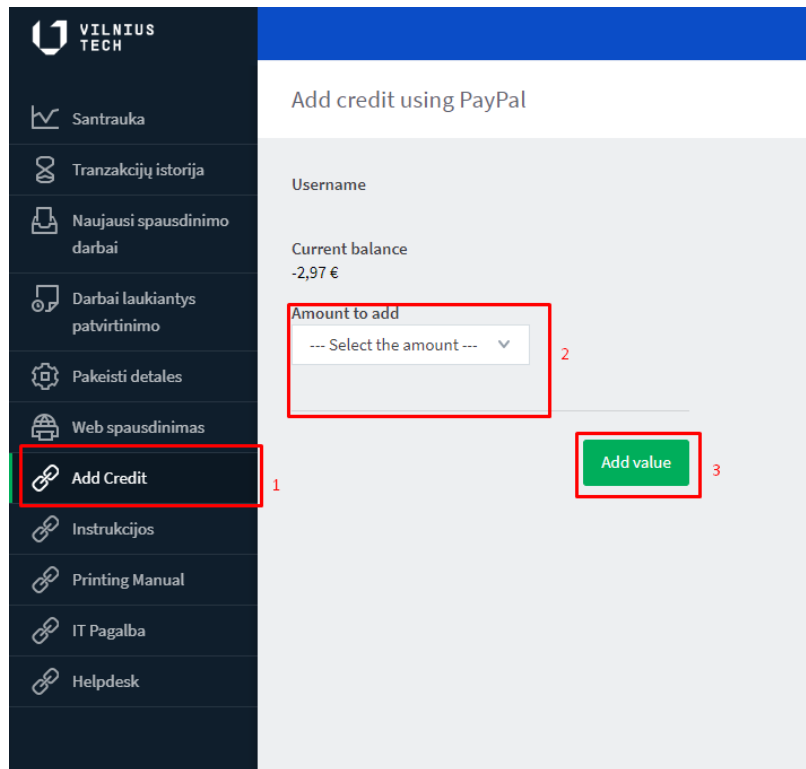 VILNIUS
TECH
Santrauka
Tranzakcijų istorija
Naujausi spausdinimo
darbai
Darbai laukiantys
patvirtinimo
Pakeisti detales
Web spausdinimas
Add Credit
1
Instrukcijos
Printing Manual
IT Pagalba
Helpdesk
Add credit using PayPal
Username
Current balance
-2,97 €
Amount to add
--- Select the amount ---
2
Add value
3